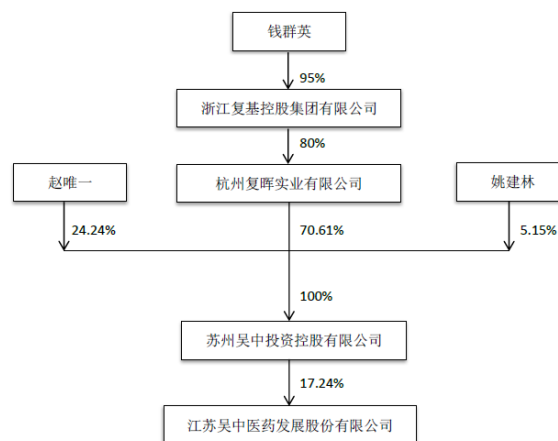 钱群英
95%
浙江复基控股集团有限公司
80%
赵唯一
杭州复晖实业有限公司
姚建林
24.24%
70.61%
5.15%
100%
苏州吴中投资控股有限公司
17.24%
江苏吴中医药发展股份有限公司